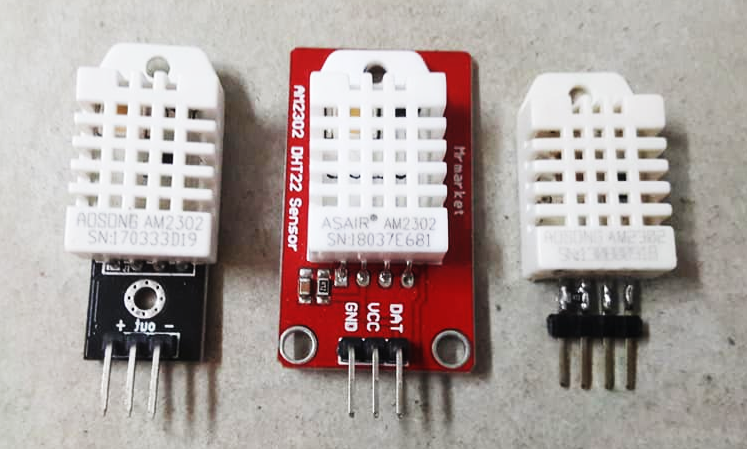 AOSONG AM2302
SN:170333D19
+ out -
AM2302 DHT22 Sensor
Mrmarket
ASAIR® AM2302
SN:18037E681
GND
VCC
DAT
AOSONG AM2302